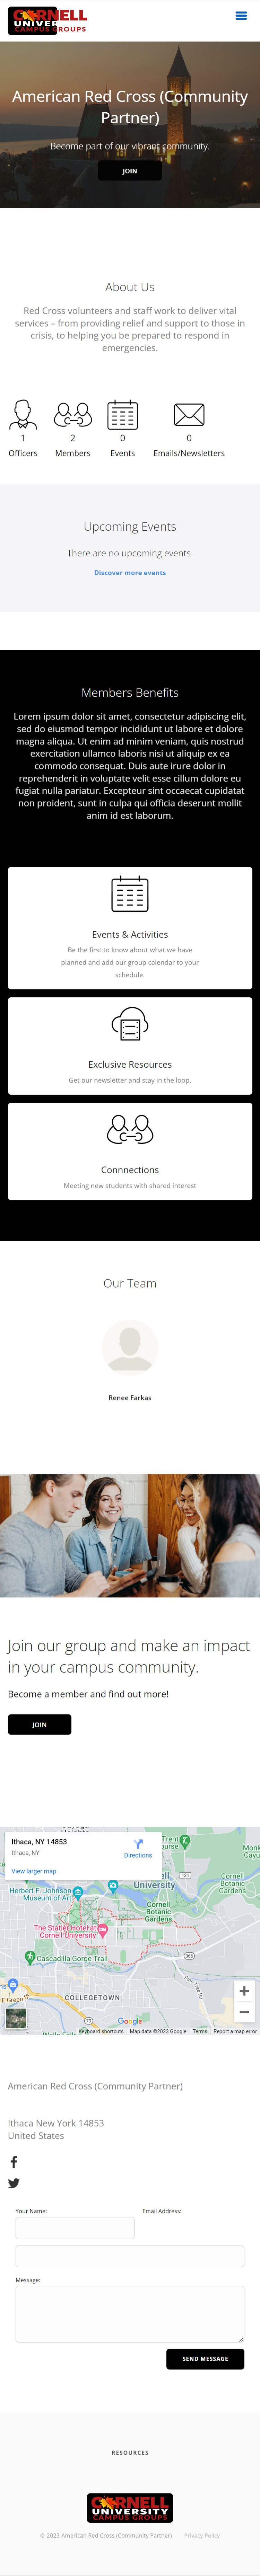 CORNELL
UNIVERSITY
CAMPUS GROUPS
American Red Cross (Community
Partner)
Become part of our vibrant community.
JOIN
About Us
Red Cross volunteers and staff work to deliver vital
services – from providing relief and support to those in
crisis, to helping you be prepared to respond in
emergencies.
1
2
0
0
Officers
Members
Events
Emails/Newsletters
Upcoming Events
There are no upcoming events.
Discover more events
Members Benefits
Lorem ipsum dolor sit amet, consectetur adipiscing elit,
sed do eiusmod tempor incididunt ut labore et dolore
magna aliqua. Ut enim ad minim veniam, quis nostrud
exercitation ullamco laboris nisi ut aliquip ex ea
commodo consequat. Duis aute irure dolor in
reprehenderit in voluptate velit esse cillum dolore eu
fugiat nulla pariatur. Excepteur sint occaecat cupidatat
non proident, sunt in culpa qui officia deserunt mollit
anim id est laborum.
Events & Activities
Be the first to know about what we have
planned and add our group calendar to your
schedule.
Exclusive Resources
Get our newsletter and stay in the loop.
Connnections
Meeting new students with shared interest
Our Team
Renee Farkas
Join our group and make an impact
in your campus community.
Become a member and find out more!
JOIN
Ithaca, NY 14853
Ithaca, NY
Directions
View larger map
Herbert F. Johnson
Museum of Art
University
Cornell
Botanic
Gardens
The Statler Hotel at
Cornell University
Cornell
Botanic
Gardens
Cascadilla Gorge Trail
366
COLLEGETOWN
79
E Green
Google
Keyboard shortcuts
Map data ©2023 Google
Terms
Report a map error
American Red Cross (Community Partner)
Ithaca New York 14853
United States
Your Name:
Email Address:
Message:
SEND MESSAGE
RESOURCES
CORNELL
UNIVERSITY
CAMPUS GROUPS
© 2023 American Red Cross (Community Partner)
Privacy Policy